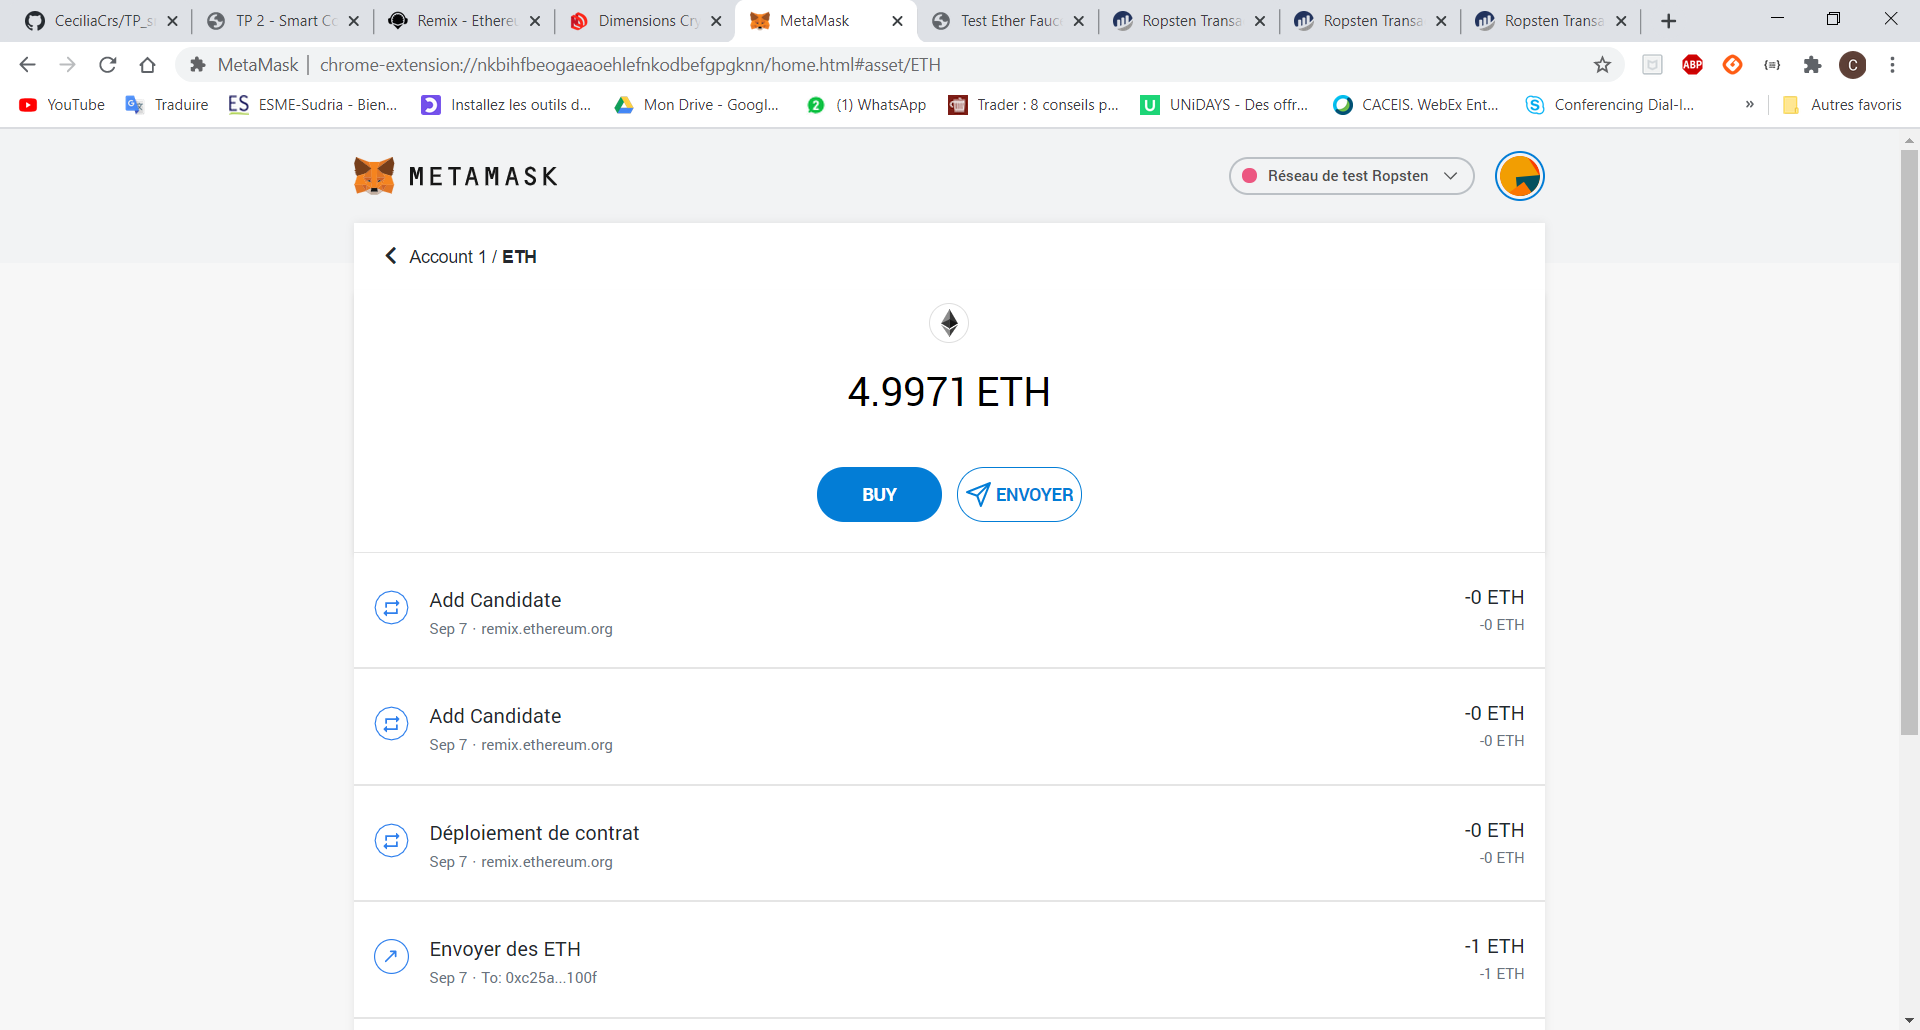 CeciliaCrs/TP_s
TP 2 - Smart Co
Remix - Ethereu
Dimensions Cry
MetaMask
Test Ether Fauc
Ropsten Transa
Ropsten Transa
Ropsten Transa
MetaMask | chrome-extension://nkbihfbeogaeaoehlefnkodbefgpgknn/home.html#asset/ETH
ABP
C
YouTube
Traduire
ES ESME-Sudria - Bien...
Installez les outils d...
Mon Drive - Googl...
2 (1) WhatsApp
Trader : 8 conseils p...
U UNiDAYS - Des offr...
CACEIS. WebEx Ent...
S Conferencing Dial-I...
»
Autres favoris
METAMASK
Réseau de test Ropsten
Account 1 / ETH
4.9971 ETH
BUY
ENVOYER
Add Candidate
-0 ETH
Sep 7 · remix.ethereum.org
-0 ETH
Add Candidate
-0 ETH
Sep 7 · remix.ethereum.org
-0 ETH
Déploiement de contrat
-0 ETH
Sep 7 · remix.ethereum.org
-0 ETH
Envoyer des ETH
-1 ETH
Sep 7 · To: 0xc25a...100f
-1 ETH